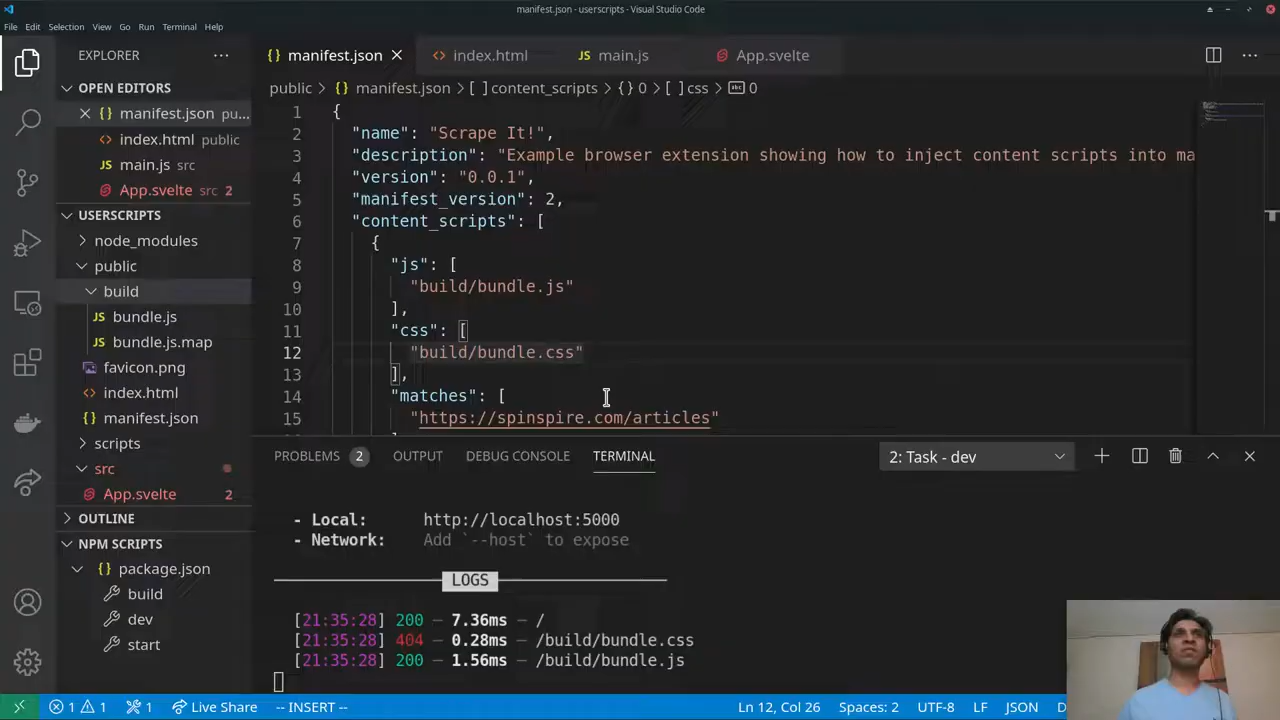 manifest.json - userscripts - Visual Studio Code
File Edit Selection View Go Run Terminal Help
EXPLORER
manifest.json
index.html
JS main.js
App.svelte
OPEN EDITORS
{} manifest.json pu...
<> index.html public
JS main.js src
App.svelte src 2
USERSCRIPTS
node_modules
public
build
JS bundle.js
JS bundle.js.map
favicon.png
<> index.html
{} manifest.json
scripts
src
App.svelte 2
OUTLINE
NPM SCRIPTS
{} package.json
build
dev
start
public > {} manifest.json > [ ] content_scripts > {} 0 > [ ] css > abc 0
1 {
2 "name": "Scrape It!",
3 "description": "Example browser extension showing how to inject content scripts into ma
4 "version": "0.0.1",
5 "manifest_version": 2,
6 "content_scripts": [
7 {
8 "js": [
9 "build/bundle.js"
10 ],
11 "css": [
12 "build/bundle.css"
13 ],
14 "matches": [
15 "https://spinspire.com/articles"
PROBLEMS 2 OUTPUT DEBUG CONSOLE TERMINAL
2: Task - dev
- Local: http://localhost:5000
- Network: Add `--host` to expose
LOGS
[21:35:28] 200 — 7.36ms — /
[21:35:28] 404 — 0.28ms — /build/bundle.css
[21:35:28] 200 — 1.56ms — /build/bundle.js
1 1 1 Live Share -- INSERT -- Ln 12, Col 26 Spaces: 2 UTF-8 LF JSON